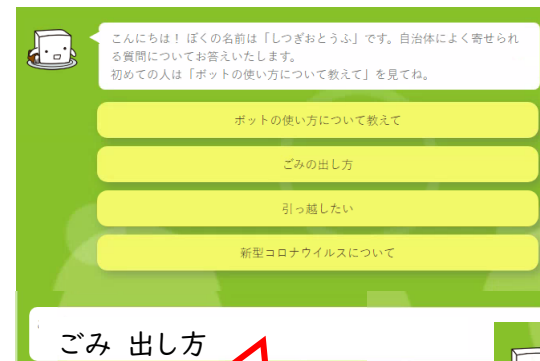 こんにちは！ ぼくの名前は「しつぎおとうふ」です。自治体によく寄せられ
る質問についてお答えいたします。
初めての人は「ボットの使い方について教えて」を見てね。
ボットの使い方について教えて
ごみの出し方
引っ越したい
新型コロナウイルスについて
ごみ 出し方